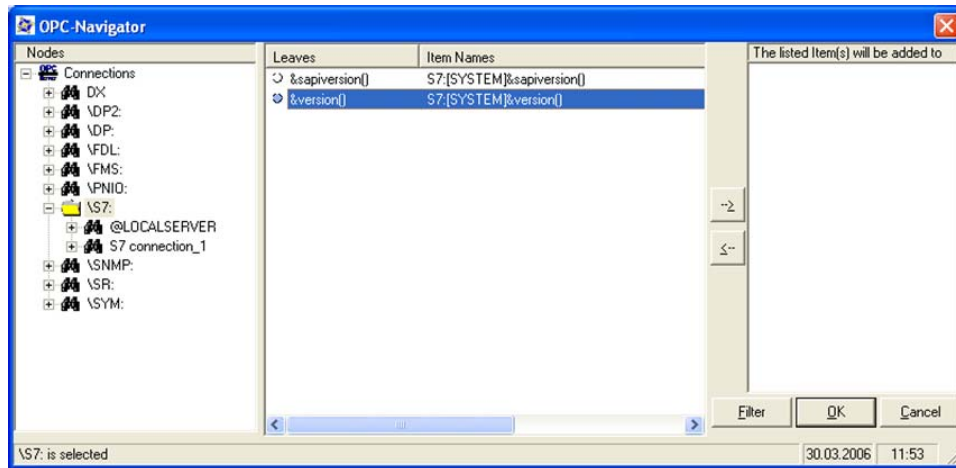 OPC-Navigator
Nodes
Connections
DX
\DP2:
\DP:
\FDL:
\FMS:
\PNIO:
\S7:
@LOCALSERVER
S7 connection_1
\SNMP:
\SR:
\SYM:
Leaves Item Names
&sapiversion() S7:[SYSTEM]&sapiversion()
&version() S7:[SYSTEM]&version()
-->
<--
The listed Item(s) will be added to
Filter OK Cancel
\S7: is selected 30.03.2006 11:53